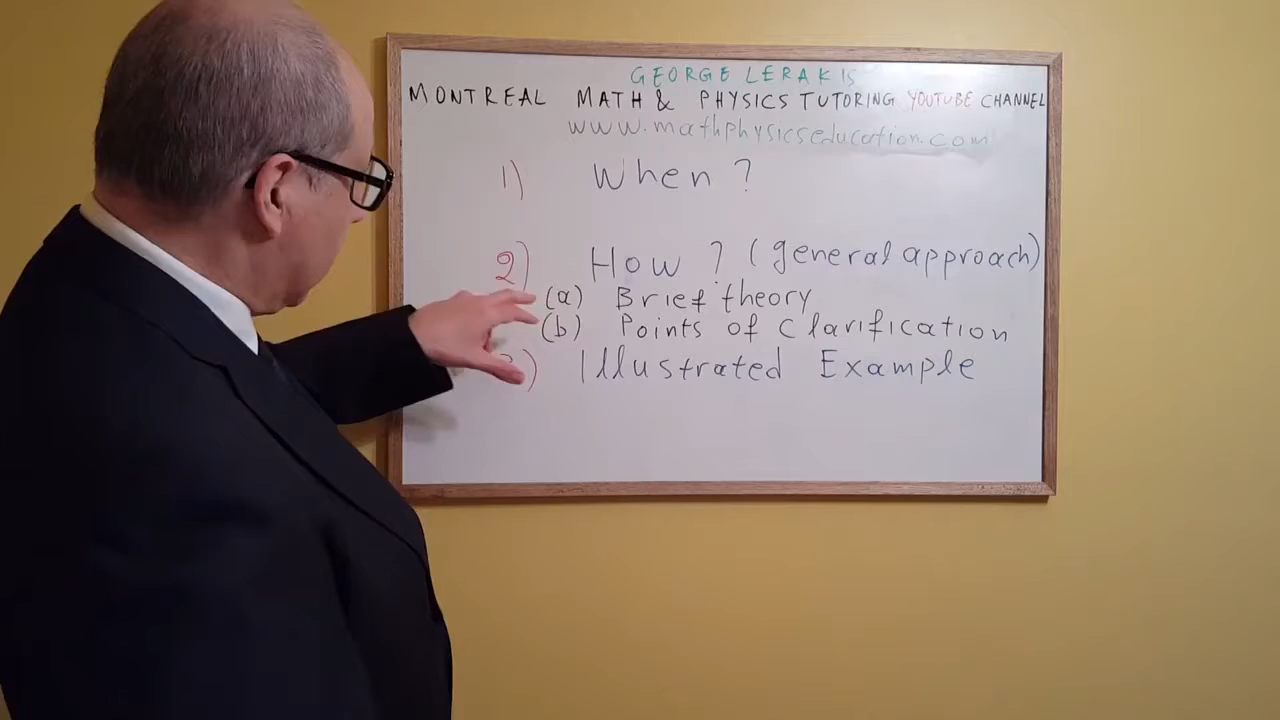 GEORGE LERAKIS
MONTREAL MATH & PHYSICS TUTORING YOUTUBE CHANNEL
www.mathphysicseducation.com
1) When ?
2) How ? (general approach)
(a) Brief theory
(b) Points of Clarification
3) Illustrated Example